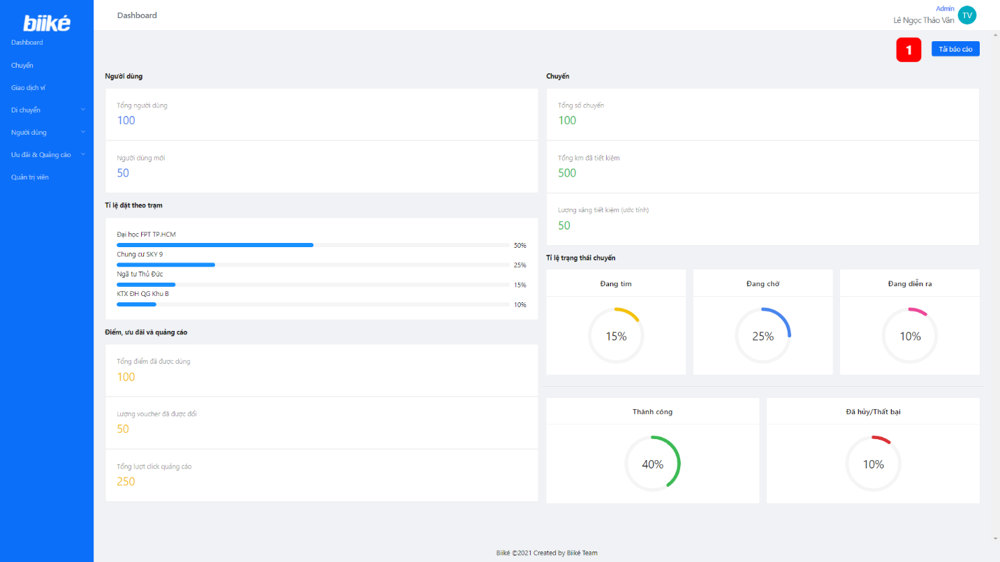 biiké
Dashboard
Chuyến
Giao dịch ví
Di chuyển
Người dùng
Ưu đãi & Quảng cáo
Quản trị viên
Dashboard
Admin
Lê Ngọc Thảo Vân
TV
1
Tải báo cáo
Người dùng
Tổng người dùng
100
Người dùng mới
50
Tỉ lệ đặt theo trạm
Đại học FPT TP.HCM
50%
Chung cư SKY 9
25%
Ngã tư Thủ Đức
15%
KTX ĐH QG Khu B
10%
Điểm, ưu đãi và quảng cáo
Tổng điểm đã được dùng
100
Lượng voucher đã được đổi
50
Tổng lượt click quảng cáo
250
Chuyến
Tổng số chuyến
100
Tổng km đã tiết kiệm
500
Lượng xăng tiết kiệm (ước tính)
50
Tỉ lệ trạng thái chuyến
Đang tìm
15%
Đang chờ
25%
Đang diễn ra
10%
Thành công
40%
Đã hủy/Thất bại
10%
Biiké ©2021 Created by Biiké Team